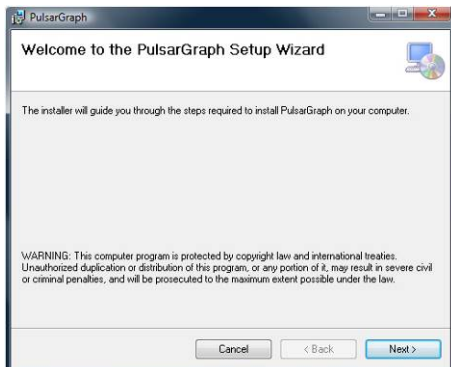 PulsarGraph
Welcome to the PulsarGraph Setup Wizard
The installer will guide you through the steps required to install PulsarGraph on your computer.
WARNING: This computer program is protected by copyright law and international treaties.
Unauthorized duplication or distribution of this program, or any portion of it, may result in severe civil
or criminal penalties, and will be prosecuted to the maximum extent possible under the law.
Cancel
< Back
Next >